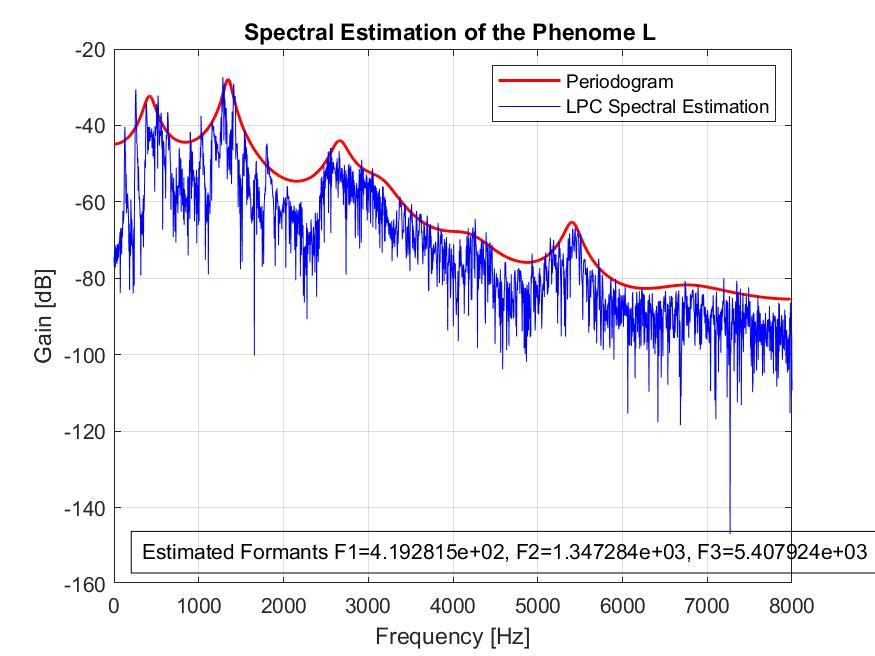 Spectral Estimation of the Phenome L
Periodogram
LPC Spectral Estimation
Gain [dB]
-20
-40
-60
-80
-100
-120
-140
-160
Estimated Formants F1=4.192815e+02, F2=1.347284e+03, F3=5.407924e+03
0 1000 2000 3000 4000 5000 6000 7000 8000
Frequency [Hz]